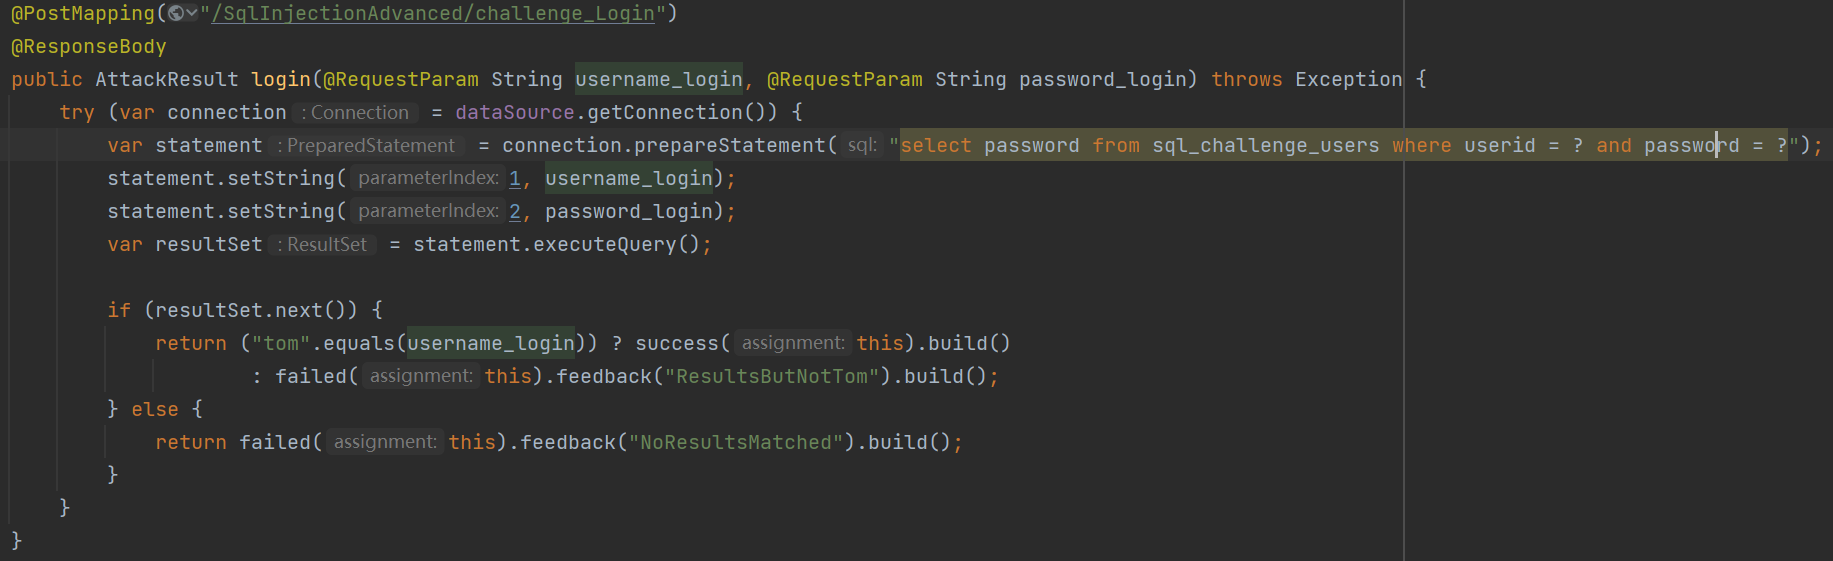 @PostMapping("/SqlInjectionAdvanced/challenge_Login")
@ResponseBody
public AttackResult login(@RequestParam String username_login, @RequestParam String password_login) throws Exception {
try (var connection : Connection = dataSource.getConnection()) {
var statement : PreparedStatement = connection.prepareStatement( sql: "select password from sql_challenge_users where userid = ? and password = ?");
statement.setString( parameterIndex: 1, username_login);
statement.setString( parameterIndex: 2, password_login);
var resultSet : ResultSet = statement.executeQuery();
if (resultSet.next()) {
return ("tom".equals(username_login)) ? success( assignment: this).build()
: failed( assignment: this).feedback("ResultsButNotTom").build();
} else {
return failed( assignment: this).feedback("NoResultsMatched").build();
}
}
}